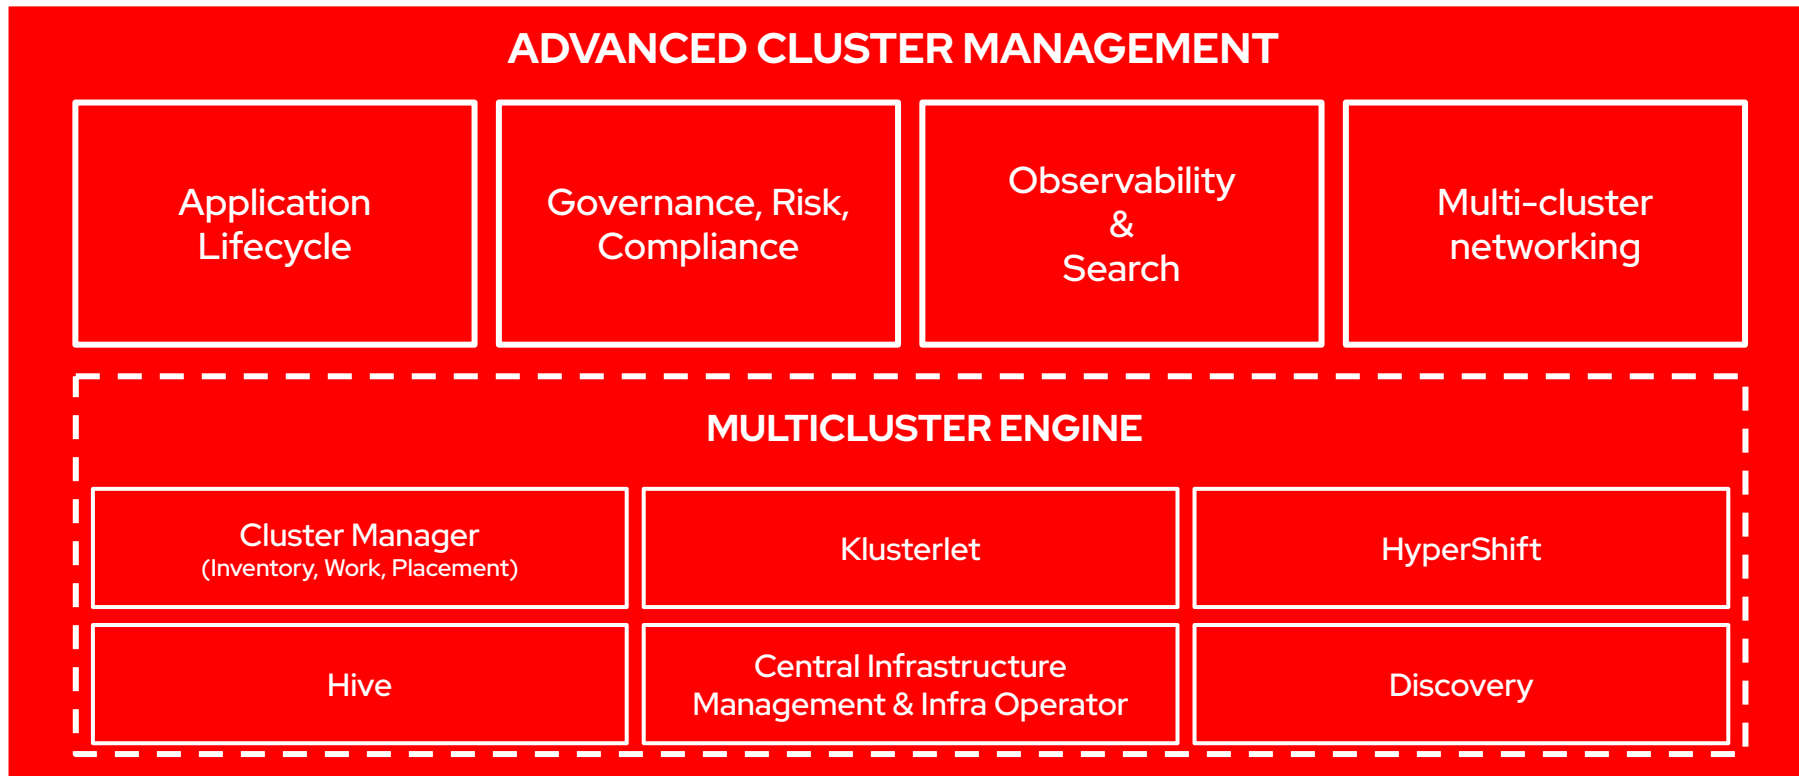 ADVANCED CLUSTER MANAGEMENT
Application
Lifecycle
Governance, Risk,
Compliance
Observability
&
Search
Multi-cluster
networking
MULTICLUSTER ENGINE
Cluster Manager
(Inventory, Work, Placement)
Klusterlet
HyperShift
Hive
Central Infrastructure
Management & Infra Operator
Discovery